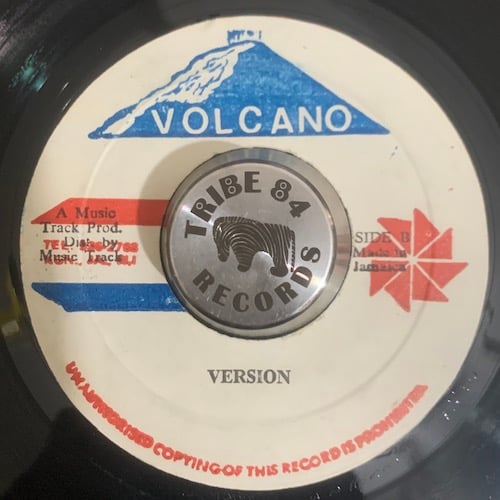 VOLCANO
TRIBE 84
RECORDS
A Music
Track Prod.
Dist. by
Music Track
SIDE B
Made in
Jamaica
VERSION
UNAUTHORISED COPYING OF THIS RECORD IS PROHIBITED